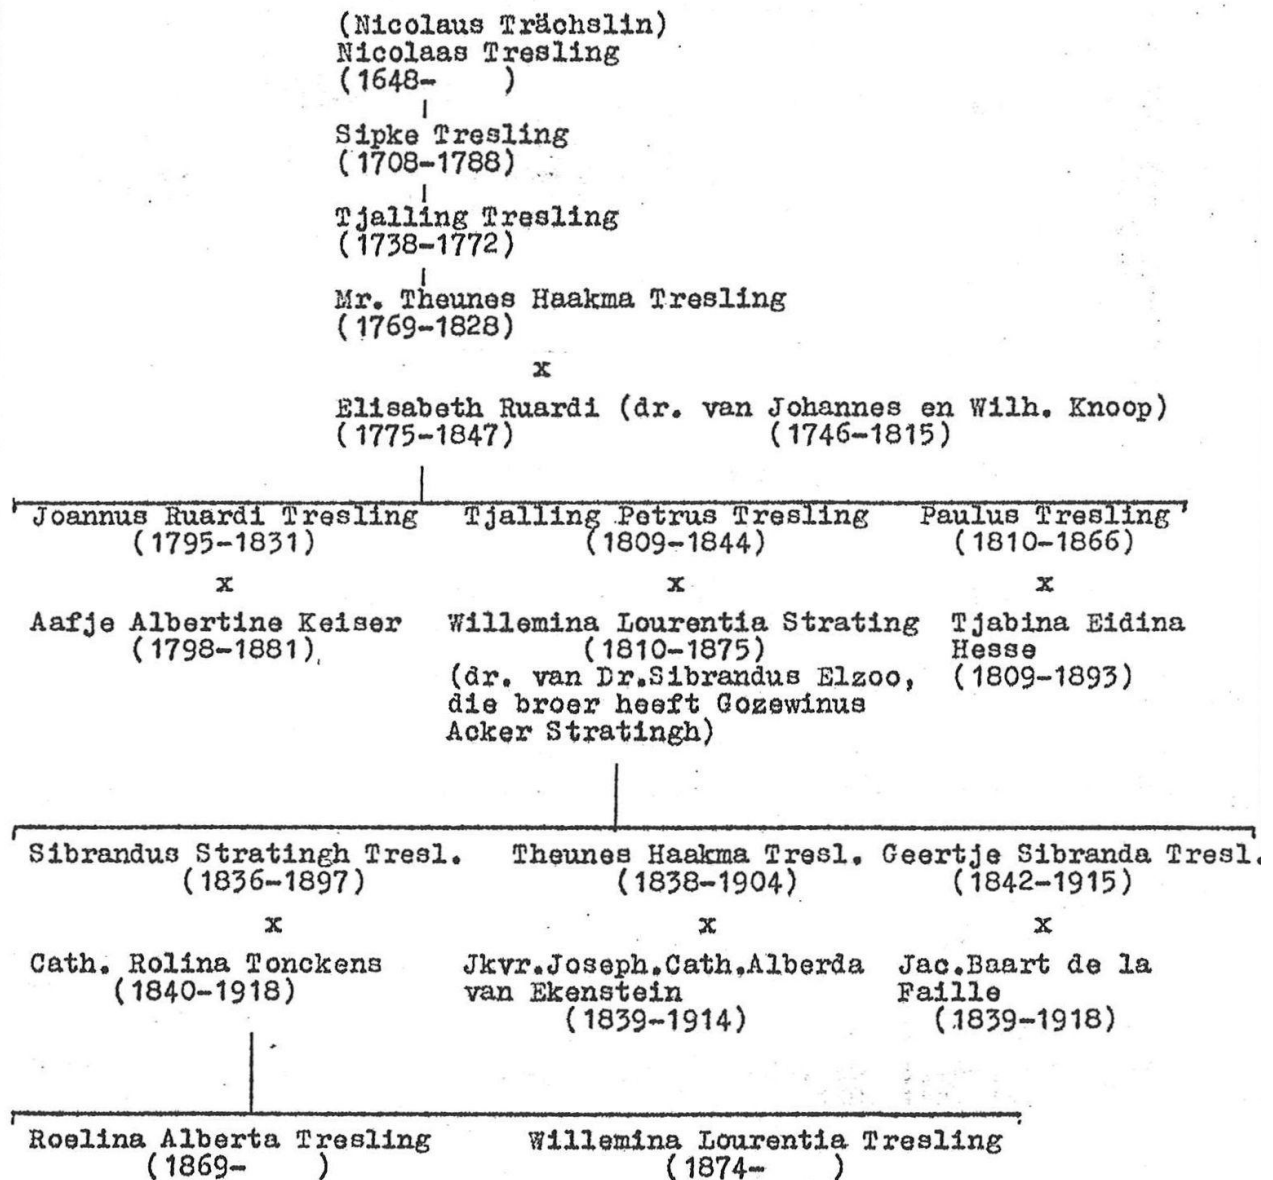 (Nicolaus Trächslin)
Nicolaas Tresling
(1648-    )
Sipke Tresling
(1708-1788)
Tjalling Tresling
(1738-1772)
Mr. Theunes Haakma Tresling
(1769-1828)
x
Elisabeth Ruardi (dr. van Johannes en Wilh. Knoop)
(1775-1847) (1746-1815)
Joannus Ruardi Tresling Tjalling Petrus Tresling Paulus Tresling
(1795-1831) (1809-1844) (1810-1866)
x x x
Aafje Albertine Keiser Willemina Lourentia Strating Tjabina Eidina
(1798-1881) (1810-1875) Hesse
(dr. van Dr.Sibrandus Elzoo, (1809-1893)
die broer heeft Gozewinus
Acker Stratingh)
Sibrandus Stratingh Tresl. Theunes Haakma Tresl. Geertje Sibranda Tresl.
(1836-1897) (1838-1904) (1842-1915)
x x x
Cath. Rolina Tonckens Jkvr.Joseph.Cath.Alberda Jac.Baart de la
(1840-1918) van Ekenstein Faille
(1839-1914) (1839-1918)
Roelina Alberta Tresling Willemina Lourentia Tresling
(1869-    ) (1874-    )